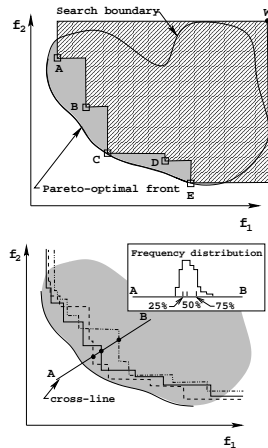 f2
Search boundary
W
A
B
C
D
E
Pareto-optimal front
f1
f2
Frequency distribution
A
B
25% 50% 75%
B
A
cross-line
f1